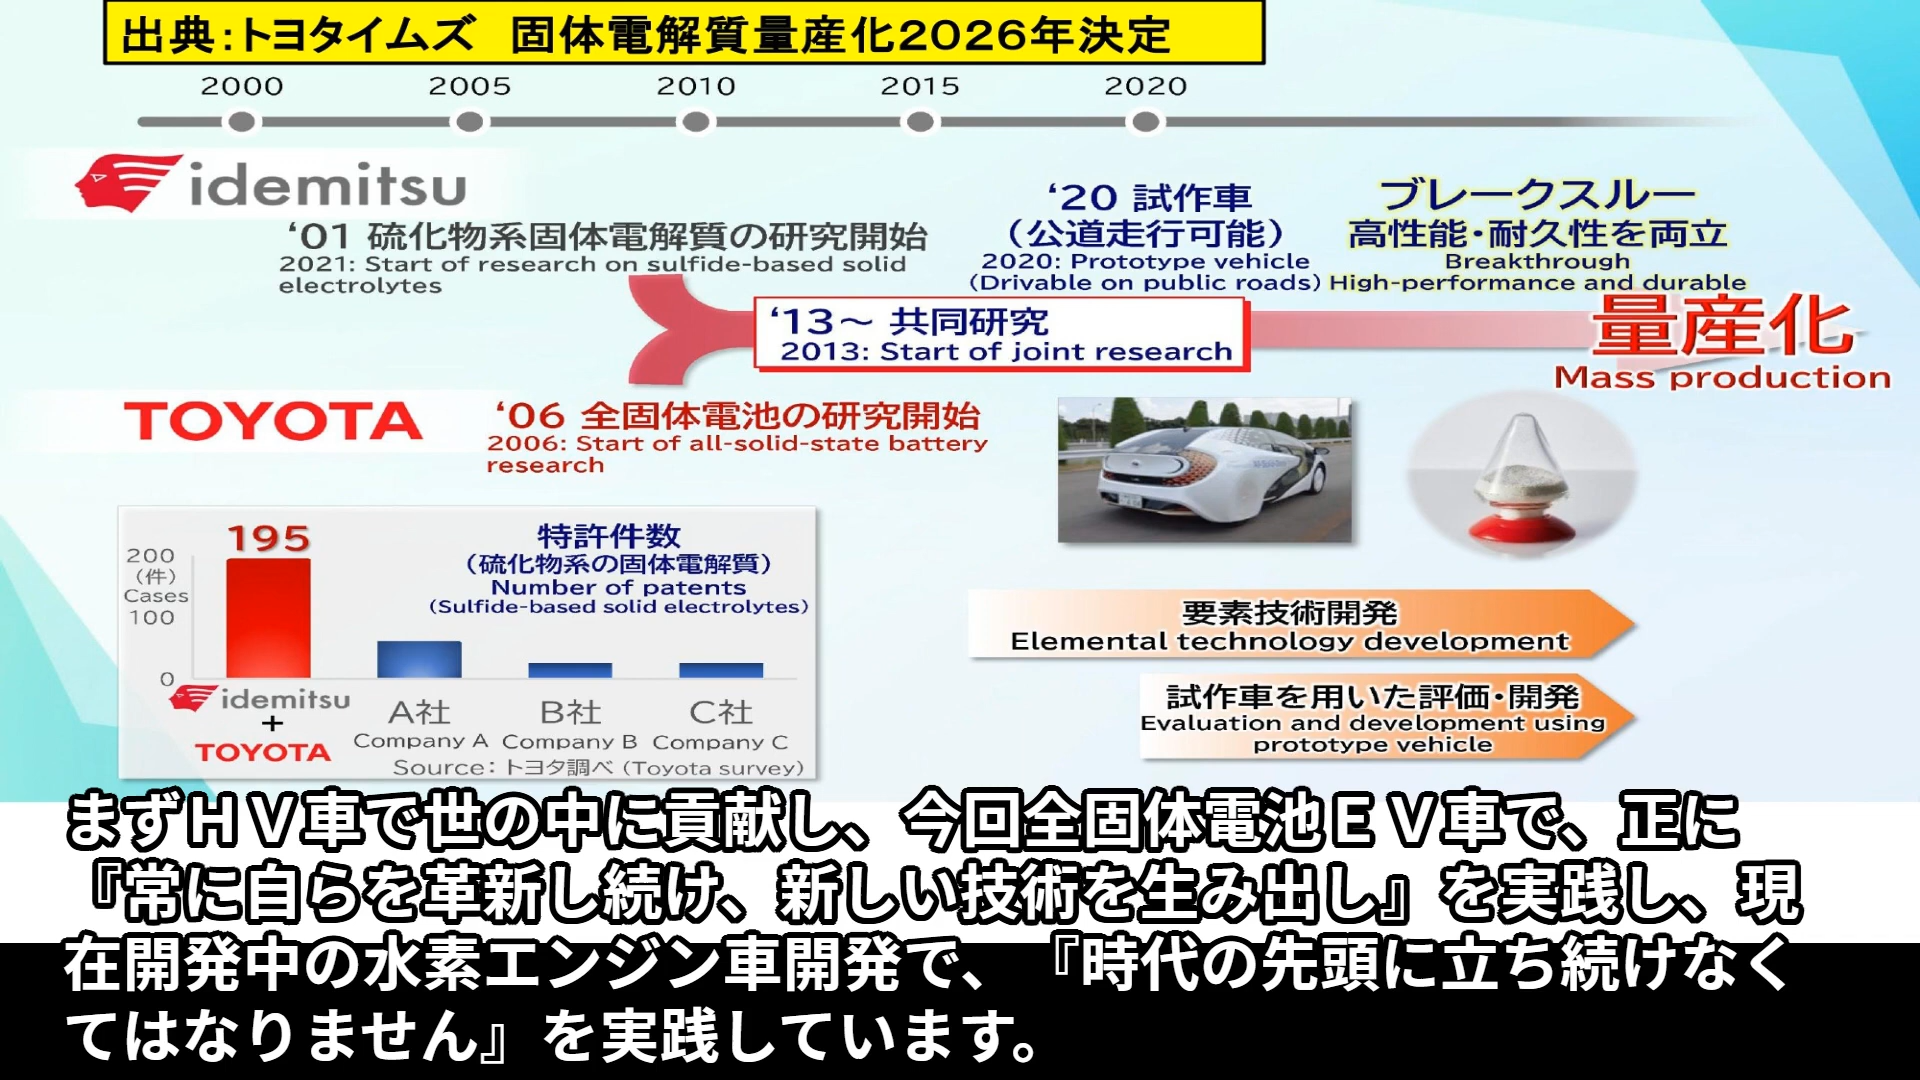 出典：トヨタイムズ　固体電解質量産化2026年決定
2000 2005 2010 2015 2020
idemitsu
‘01 硫化物系固体電解質の研究開始
2021: Start of research on sulfide-based solid
electrolytes
‘20 試作車
（公道走行可能）
2020: Prototype vehicle
(Drivable on public roads)
ブレークスルー
高性能・耐久性を両立
Breakthrough
High-performance and durable
‘13～ 共同研究
2013: Start of joint research
量産化
Mass production
TOYOTA
‘06 全固体電池の研究開始
2006: Start of all-solid-state battery
research
特許件数
（硫化物系の固体電解質）
Number of patents
(Sulfide-based solid electrolytes)
195
200
（件）
Cases
100
0
idemitsu
+
TOYOTA
A社
Company A
B社
Company B
C社
Company C
Source：トヨタ調べ (Toyota survey)
要素技術開発
Elemental technology development
試作車を用いた評価・開発
Evaluation and development using
prototype vehicle
まずＨＶ車で世の中に貢献し、今回全固体電池ＥＶ車で、正に
『常に自らを革新し続け、新しい技術を生み出し』を実践し、現
在開発中の水素エンジン車開発で、『時代の先頭に立ち続けなく
てはなりません』を実践しています。